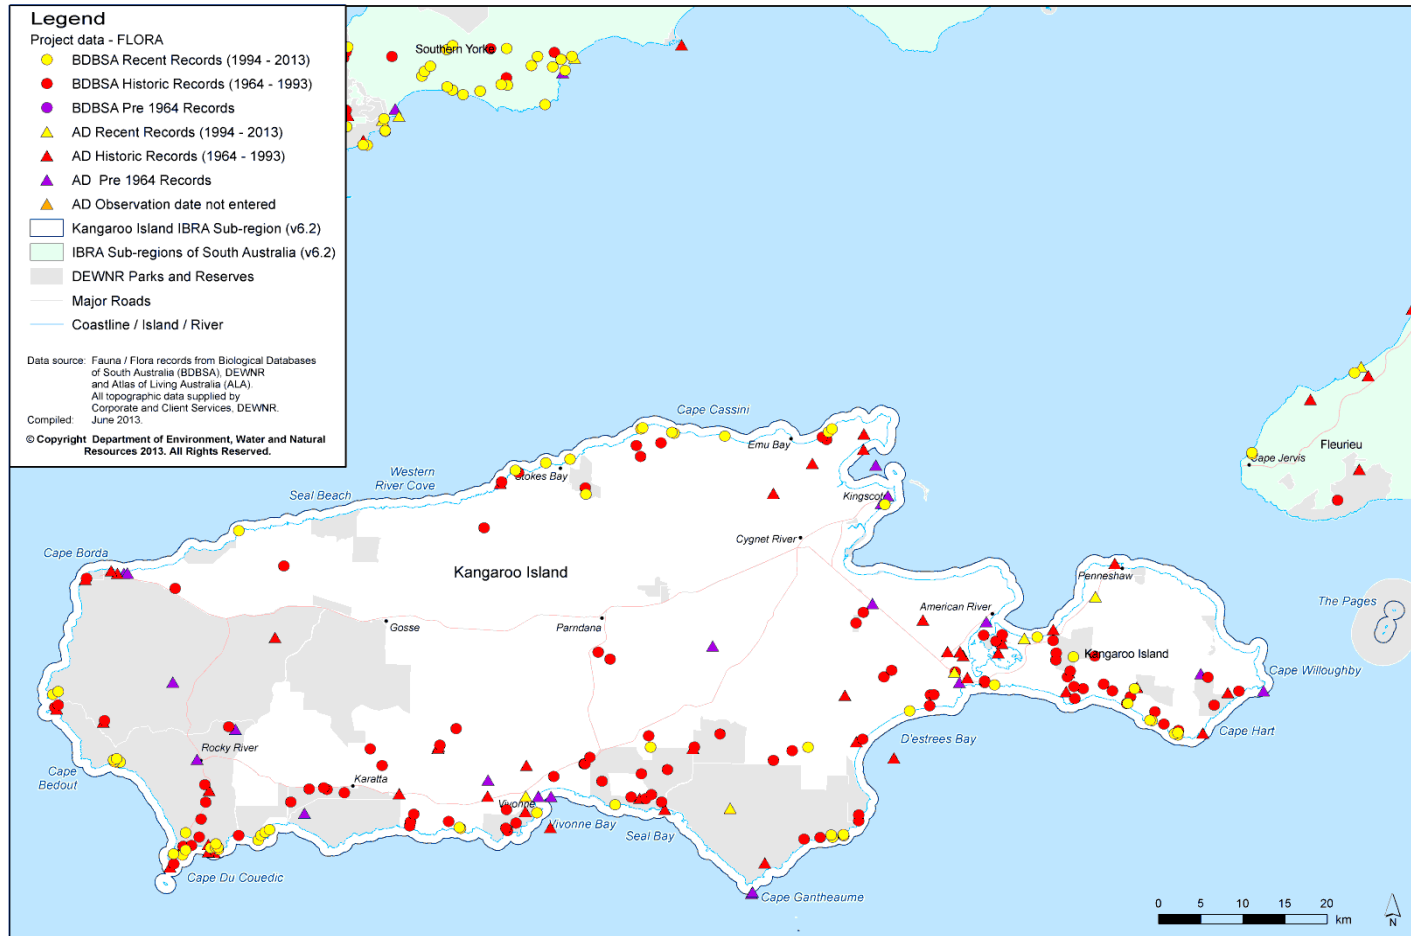 Legend
Project data - FLORA
BDBSA Recent Records (1994 - 2013)
BDBSA Historic Records (1964 - 1993)
BDBSA Pre 1964 Records
AD Recent Records (1994 - 2013)
AD Historic Records (1964 - 1993)
AD Pre 1964 Records
AD Observation date not entered
Kangaroo Island IBRA Sub-region (v6.2)
IBRA Sub-regions of South Australia (v6.2)
DEWNR Parks and Reserves
Major Roads
Coastline / Island / River
Data source: Fauna / Flora records from Biological Databases
of South Australia (BDBSA), DEWNR
and Atlas of Living Australia (ALA).
All topographic data supplied by
Corporate and Client Services, DEWNR.
Compiled: June 2013.
© Copyright Department of Environment, Water and Natural
Resources 2013. All Rights Reserved.
Southern Yorke
Cape Cassini
Emu Bay
Fleurieu
Cape Jervis
Western
River Cove
Stokes Bay
Seal Beach
Kingscote
Cygnet River
Cape Borda
Kangaroo Island
Penneshaw
American River
The Pages
Gosse
Parndana
Kangaroo Island
Cape Willoughby
Cape Hart
D'estrees Bay
Rocky River
Cape
Bedout
Karatta
Vivonne
Vivonne Bay
Seal Bay
Cape Du Couedic
Cape Gantheaume
0 5 10 15 20
km
N